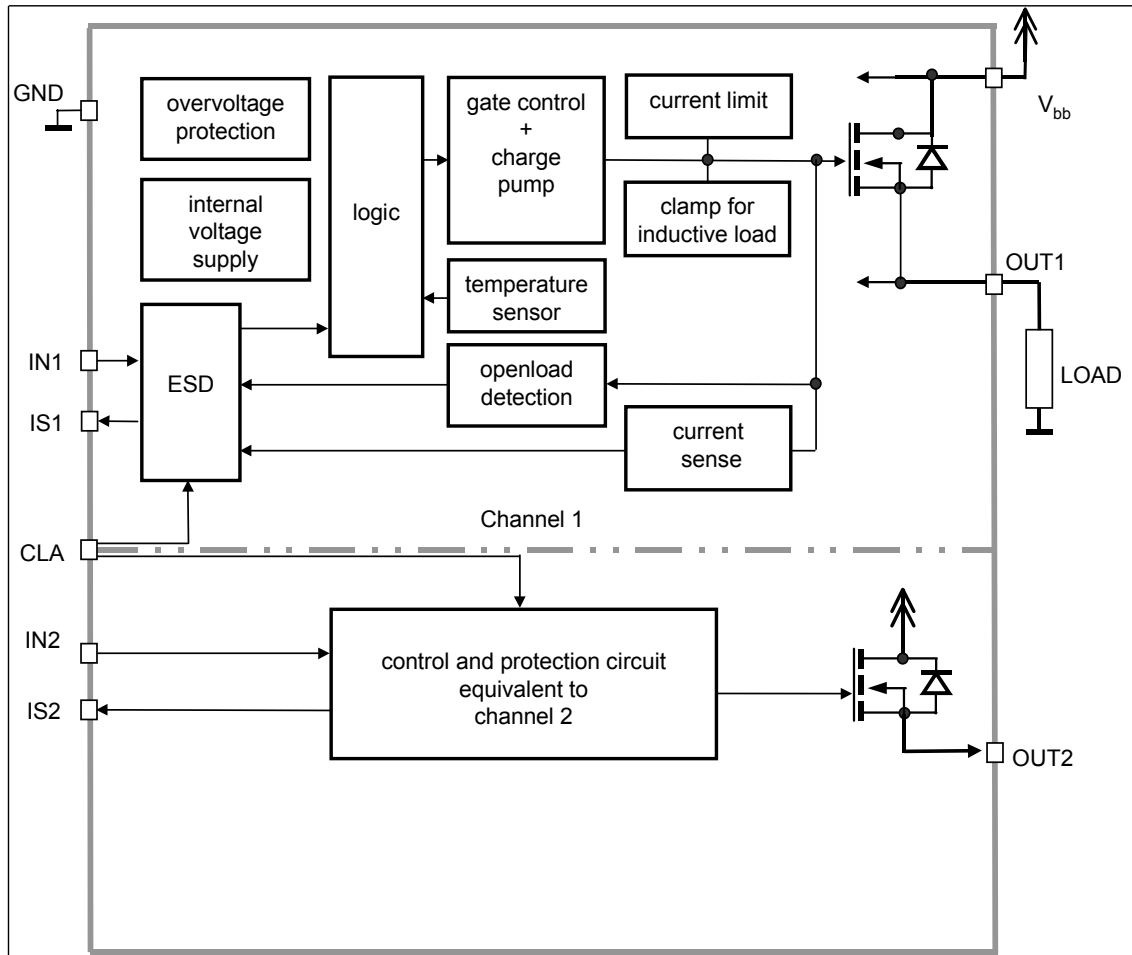 GND
overvoltage
protection
internal
voltage
supply
logic
gate control
+
charge
pump
current limit
clamp for
inductive load
V_bb
OUT1
temperature
sensor
IN1
ESD
openload
detection
LOAD
IS1
current
sense
Channel 1
CLA
IN2
control and protection circuit
equivalent to
channel 2
IS2
OUT2